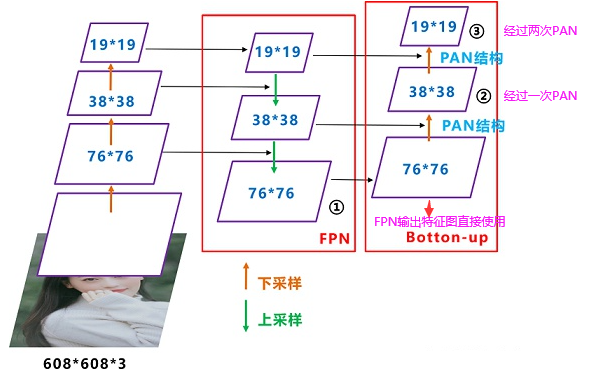 19*19
38*38
76*76
608*608*3
19*19
38*38
76*76
①
FPN
下采样
上采样
19*19
③
经过两次PAN
PAN结构
38*38
②
经过一次PAN
PAN结构
76*76
FPN输出特征图直接使用
Botton-up